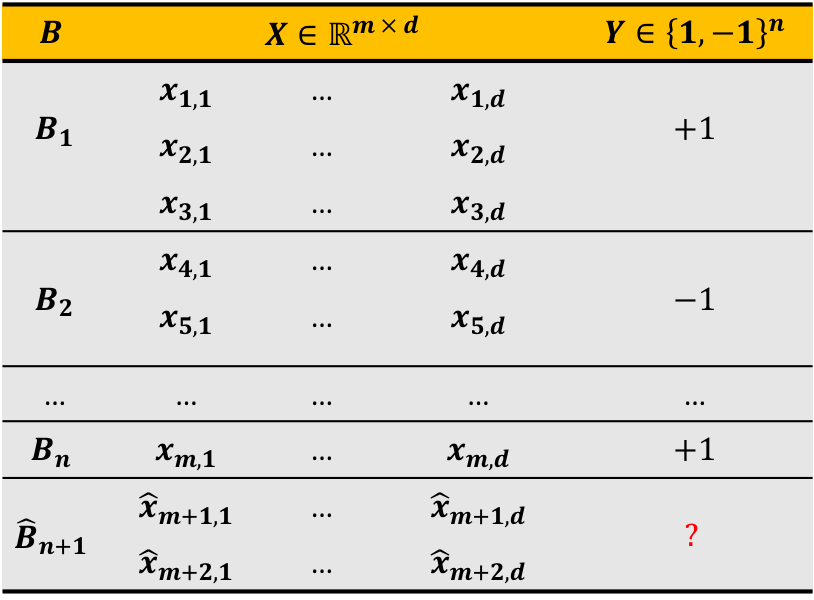 B X ∈ ℝ^{m × d} Y ∈ {1, −1}^n
x_{1,1} ... x_{1,d}
B_1 +1
x_{2,1} ... x_{2,d}
x_{3,1} ... x_{3,d}
x_{4,1} ... x_{4,d}
B_2 −1
x_{5,1} ... x_{5,d}
... ... ... ... ...
B_n x_{m,1} ... x_{m,d} +1
x̂_{m+1,1} ... x̂_{m+1,d}
B̂_{n+1} ?
x̂_{m+2,1} ... x̂_{m+2,d}